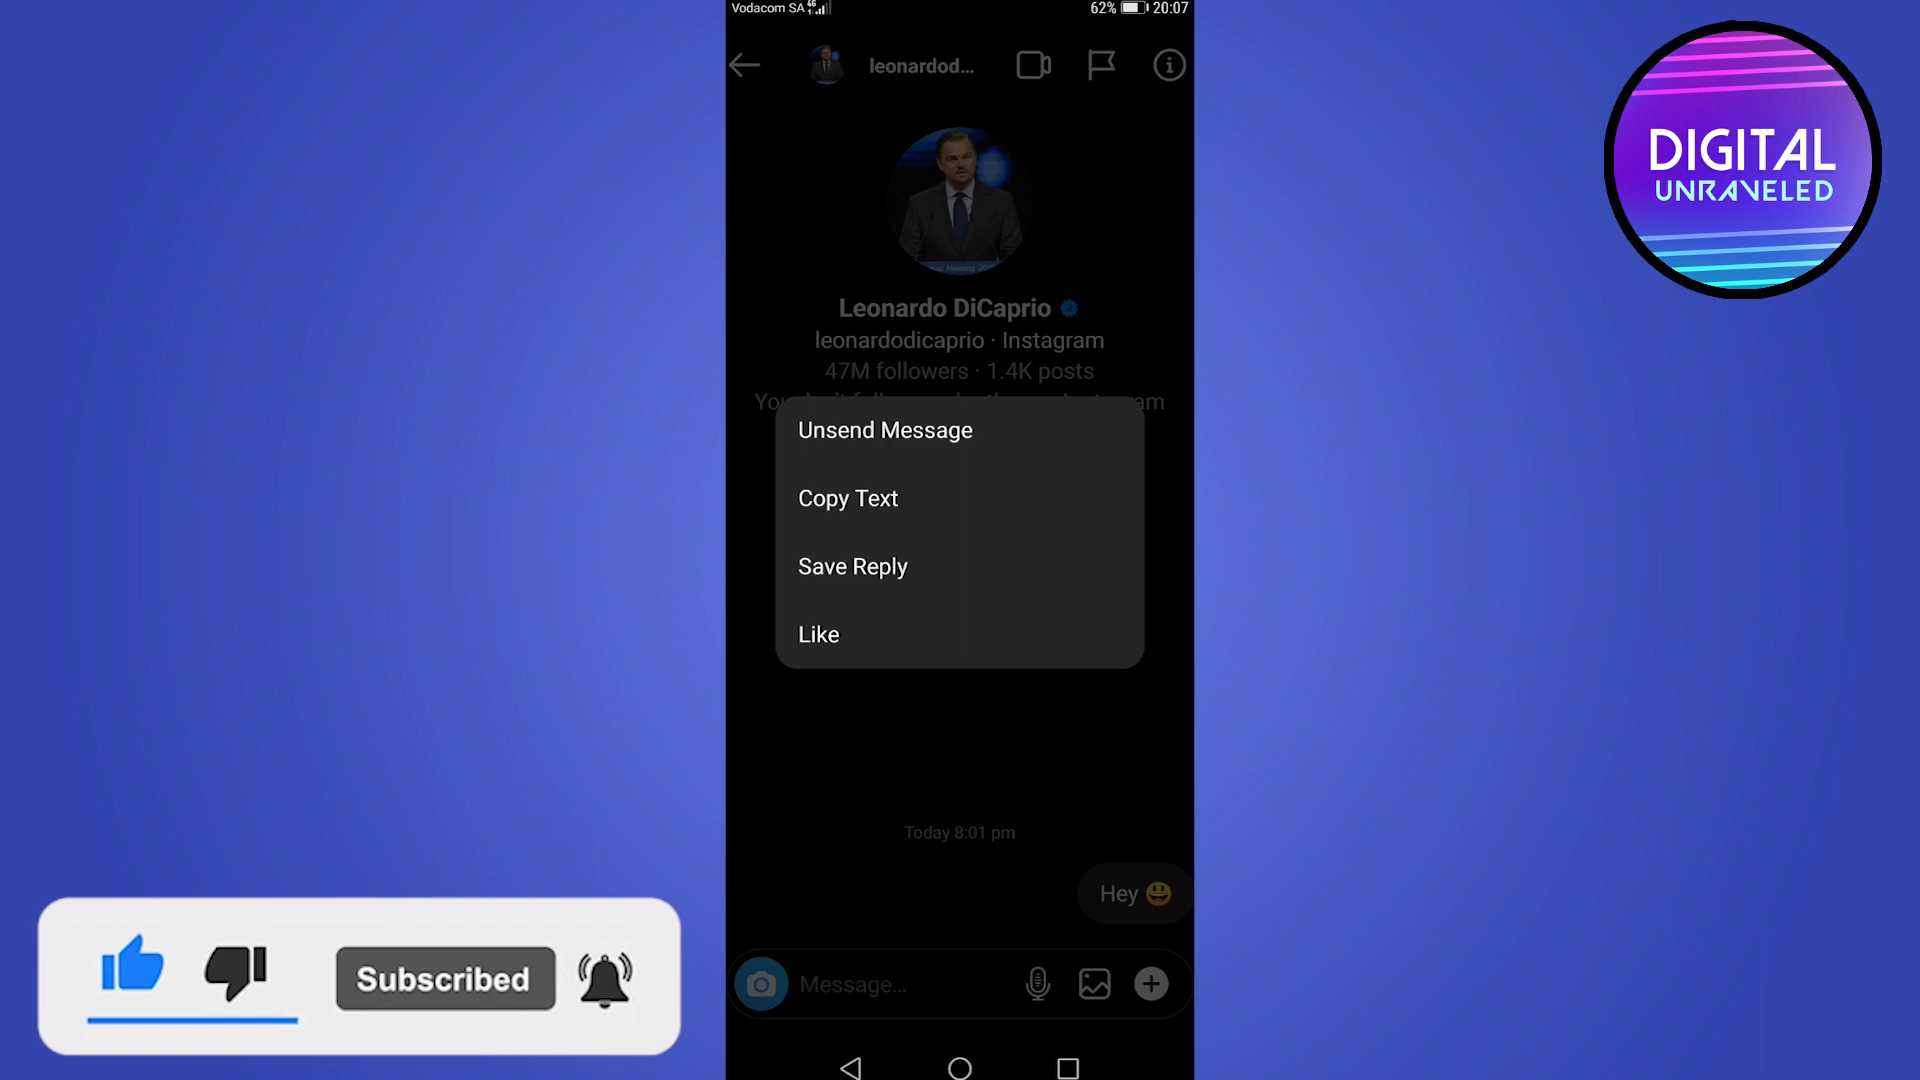 Vodacom SA 4G
62% 20:07
leonardod...
Leonardo DiCaprio
leonardodicaprio · Instagram
47M followers · 1.4K posts
Unsend Message
Copy Text
Save Reply
Like
Today 8:01 pm
Hey 😃
Message...
DIGITAL
UNRAVELED
Subscribed